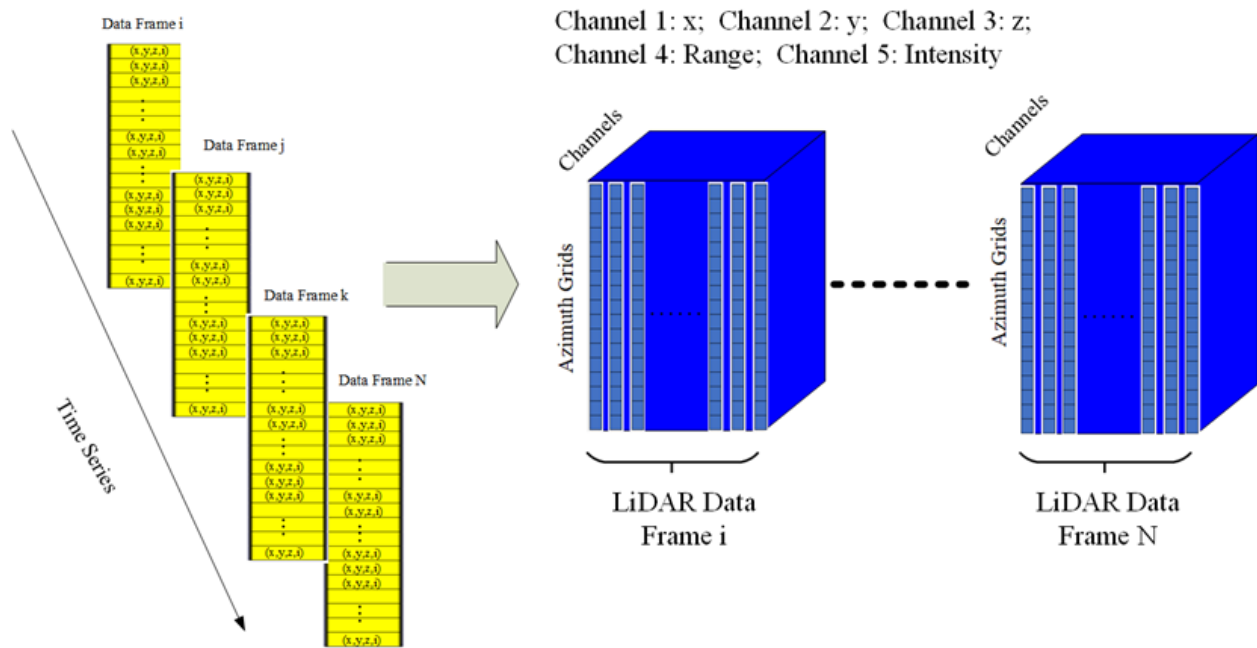 Data Frame i
(x,y,z,i)
(x,y,z,i)
(x,y,z,i)
(x,y,z,i)
(x,y,z,i)
(x,y,z,i)
(x,y,z,i)
(x,y,z,i)
(x,y,z,i)
Data Frame j
(x,y,z,i)
(x,y,z,i)
(x,y,z,i)
(x,y,z,i)
(x,y,z,i)
(x,y,z,i)
(x,y,z,i)
(x,y,z,i)
(x,y,z,i)
Data Frame k
(x,y,z,i)
(x,y,z,i)
(x,y,z,i)
(x,y,z,i)
(x,y,z,i)
(x,y,z,i)
(x,y,z,i)
(x,y,z,i)
(x,y,z,i)
Data Frame N
(x,y,z,i)
(x,y,z,i)
(x,y,z,i)
(x,y,z,i)
(x,y,z,i)
(x,y,z,i)
(x,y,z,i)
(x,y,z,i)
(x,y,z,i)
Time Series
Channel 1: x; Channel 2: y; Channel 3: z;
Channel 4: Range; Channel 5: Intensity
Channels
Azimuth Grids
LiDAR Data
Frame i
Channels
Azimuth Grids
LiDAR Data
Frame N